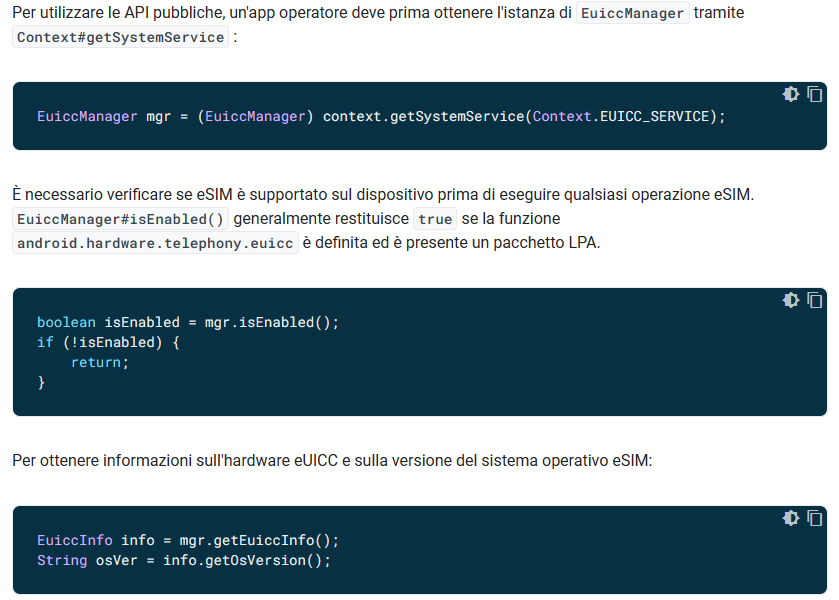 Per utilizzare le API pubbliche, un'app operatore deve prima ottenere l'istanza di EuiccManager tramite
Context#getSystemService :
EuiccManager mgr = (EuiccManager) context.getSystemService(Context.EUICC_SERVICE);
È necessario verificare se eSIM è supportato sul dispositivo prima di eseguire qualsiasi operazione eSIM.
EuiccManager#isEnabled() generalmente restituisce true se la funzione
android.hardware.telephony.euicc è definita ed è presente un pacchetto LPA.
boolean isEnabled = mgr.isEnabled();
if (!isEnabled) {
    return;
}
Per ottenere informazioni sull'hardware eUICC e sulla versione del sistema operativo eSIM:
EuiccInfo info = mgr.getEuiccInfo();
String osVer = info.getOsVersion();